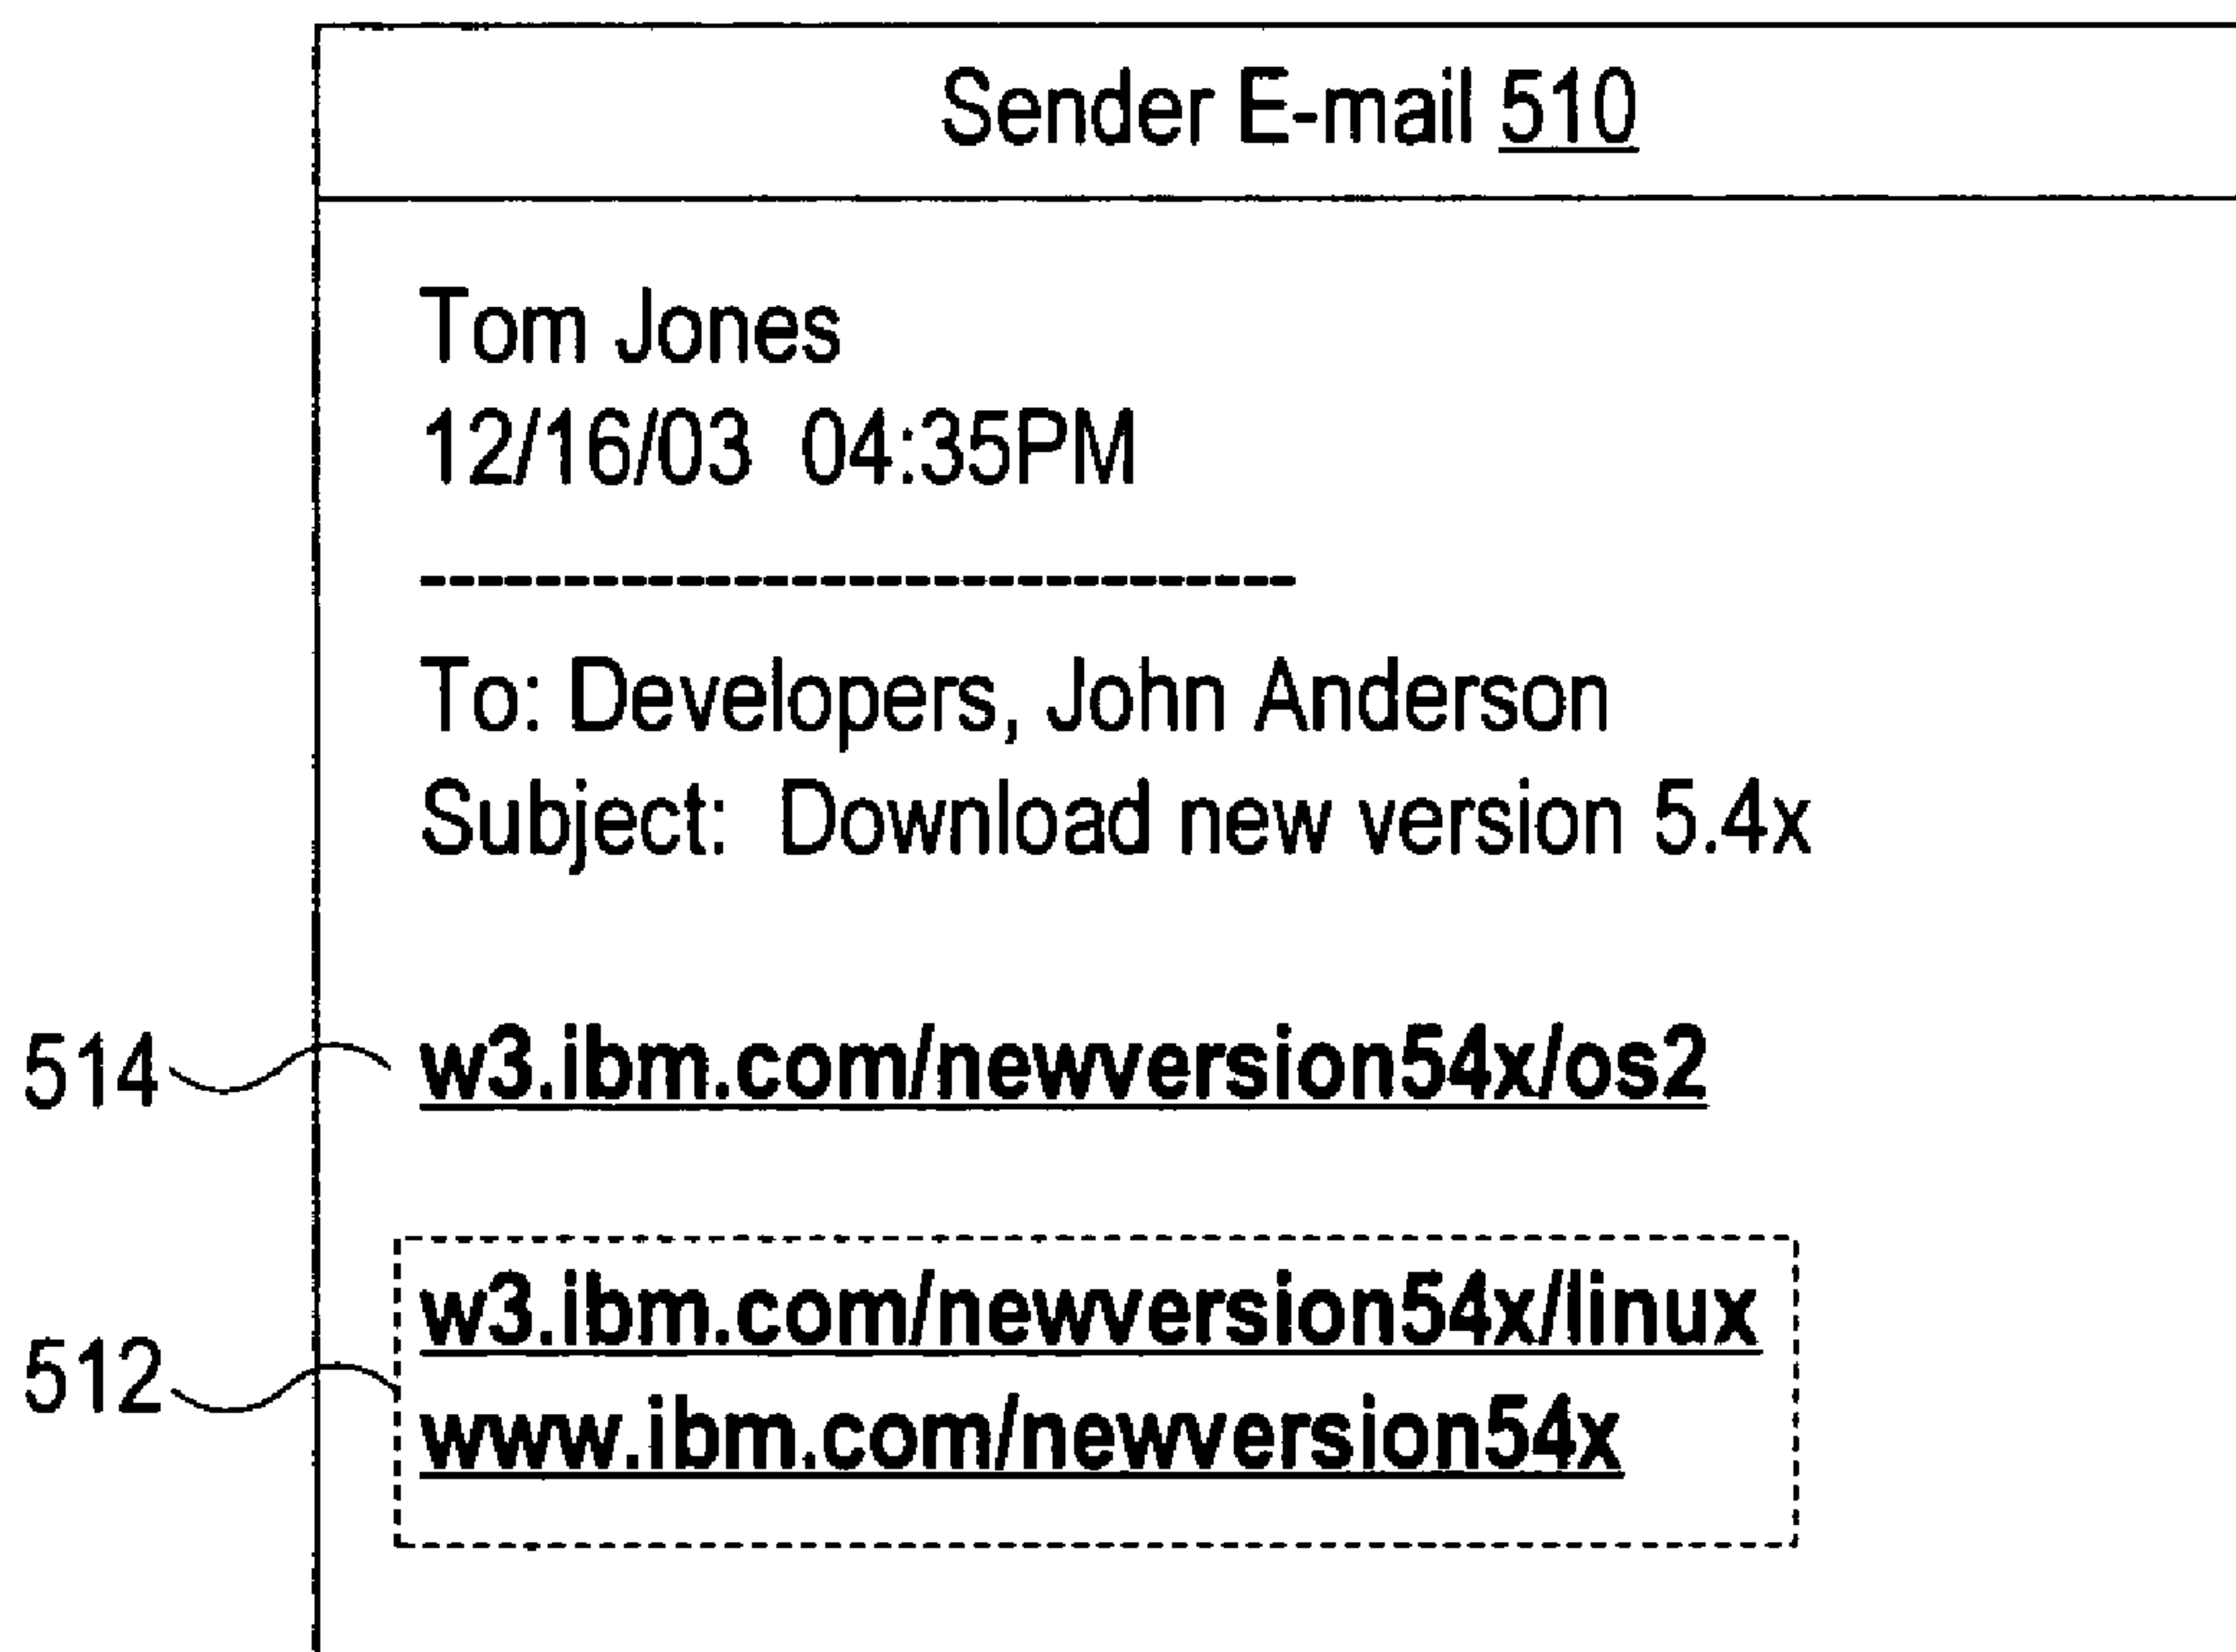 Sender E-mail 510
Tom Jones
12/16/03 04:35PM
------------------------------
To: Developers, John Anderson
Subject: Download new version 5.4x
514 w3.ibm.com/newversion54x/os2
w3.ibm.com/newversion54x/linux
512
www.ibm.com/newversion54x